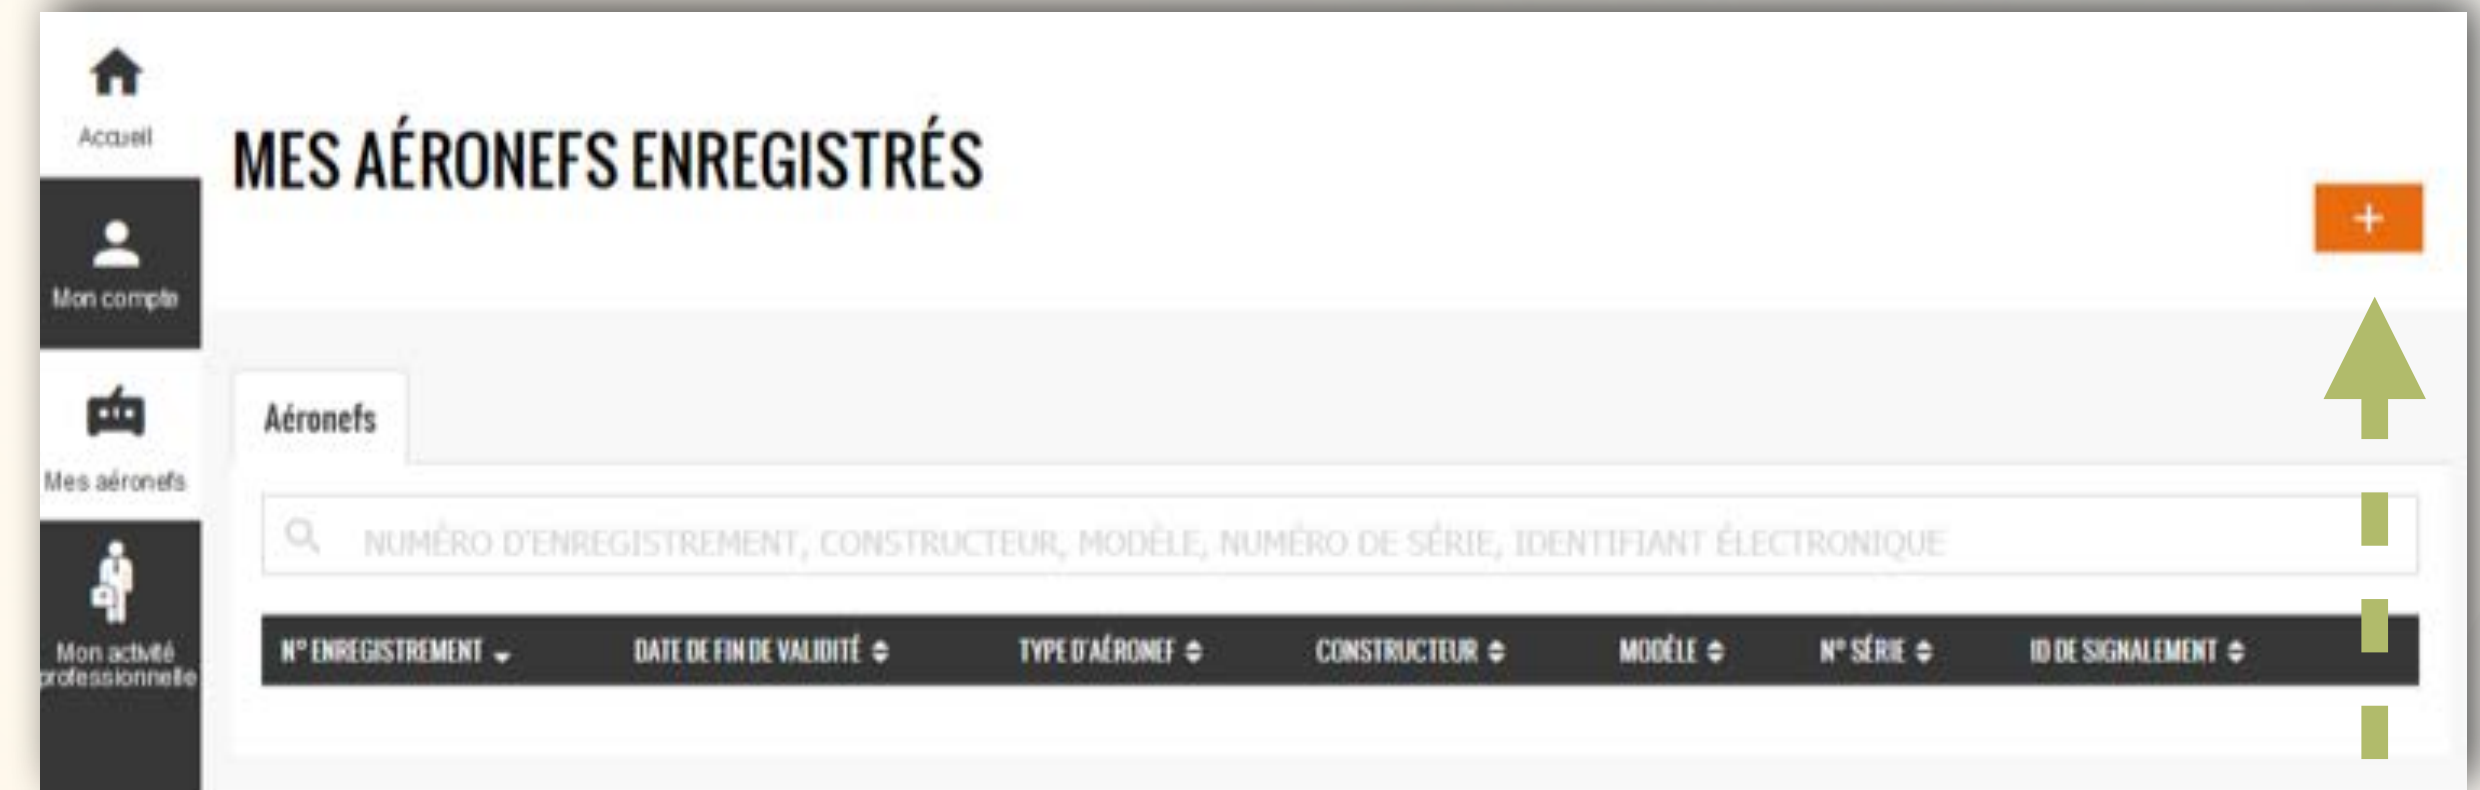 Accueil
MES AÉRONEFS ENREGISTRÉS
+
Mon compte
Aéronefs
Mes aéronefs
NUMÉRO D'ENREGISTREMENT, CONSTRUCTEUR, MODÈLE, NUMÉRO DE SÉRIE, IDENTIFIANT ÉLECTRONIQUE
Mon activité
professionnelle
N° ENREGISTREMENT DATE DE FIN DE VALIDITÉ TYPE D'AÉRONEF CONSTRUCTEUR MODÈLE N° SÉRIE ID DE SIGNALEMENT